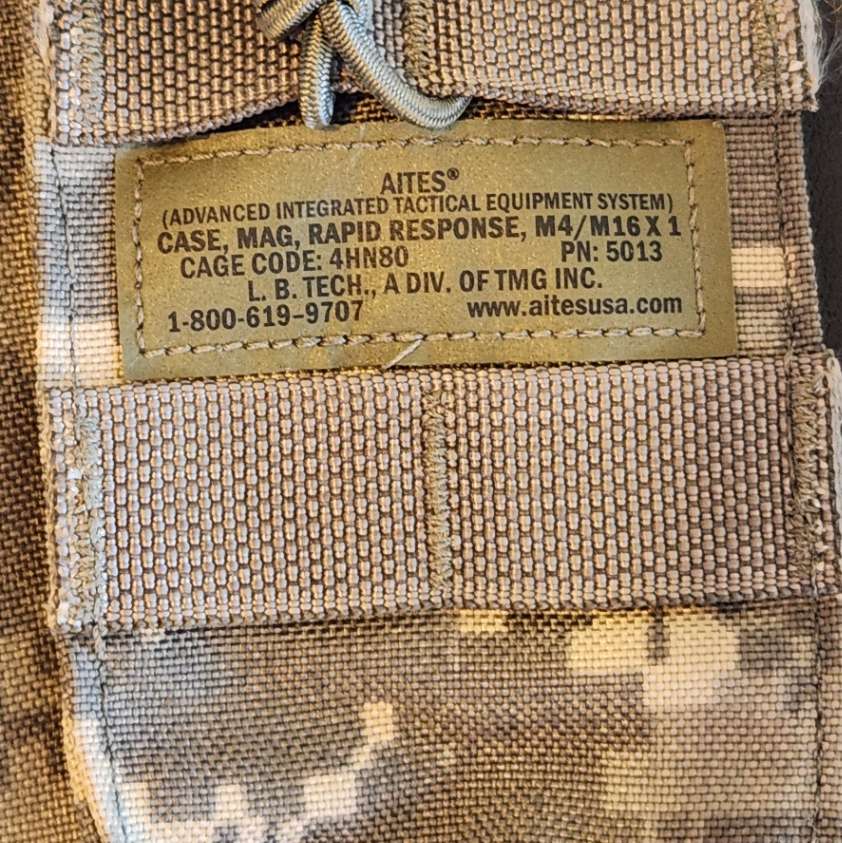 AITES®
(ADVANCED INTEGRATED TACTICAL EQUIPMENT SYSTEM)
CASE, MAG, RAPID RESPONSE, M4/M16 X 1
CAGE CODE: 4HN80 PN: 5013
L. B. TECH., A DIV. OF TMG INC.
1-800-619-9707 www.aitesusa.com